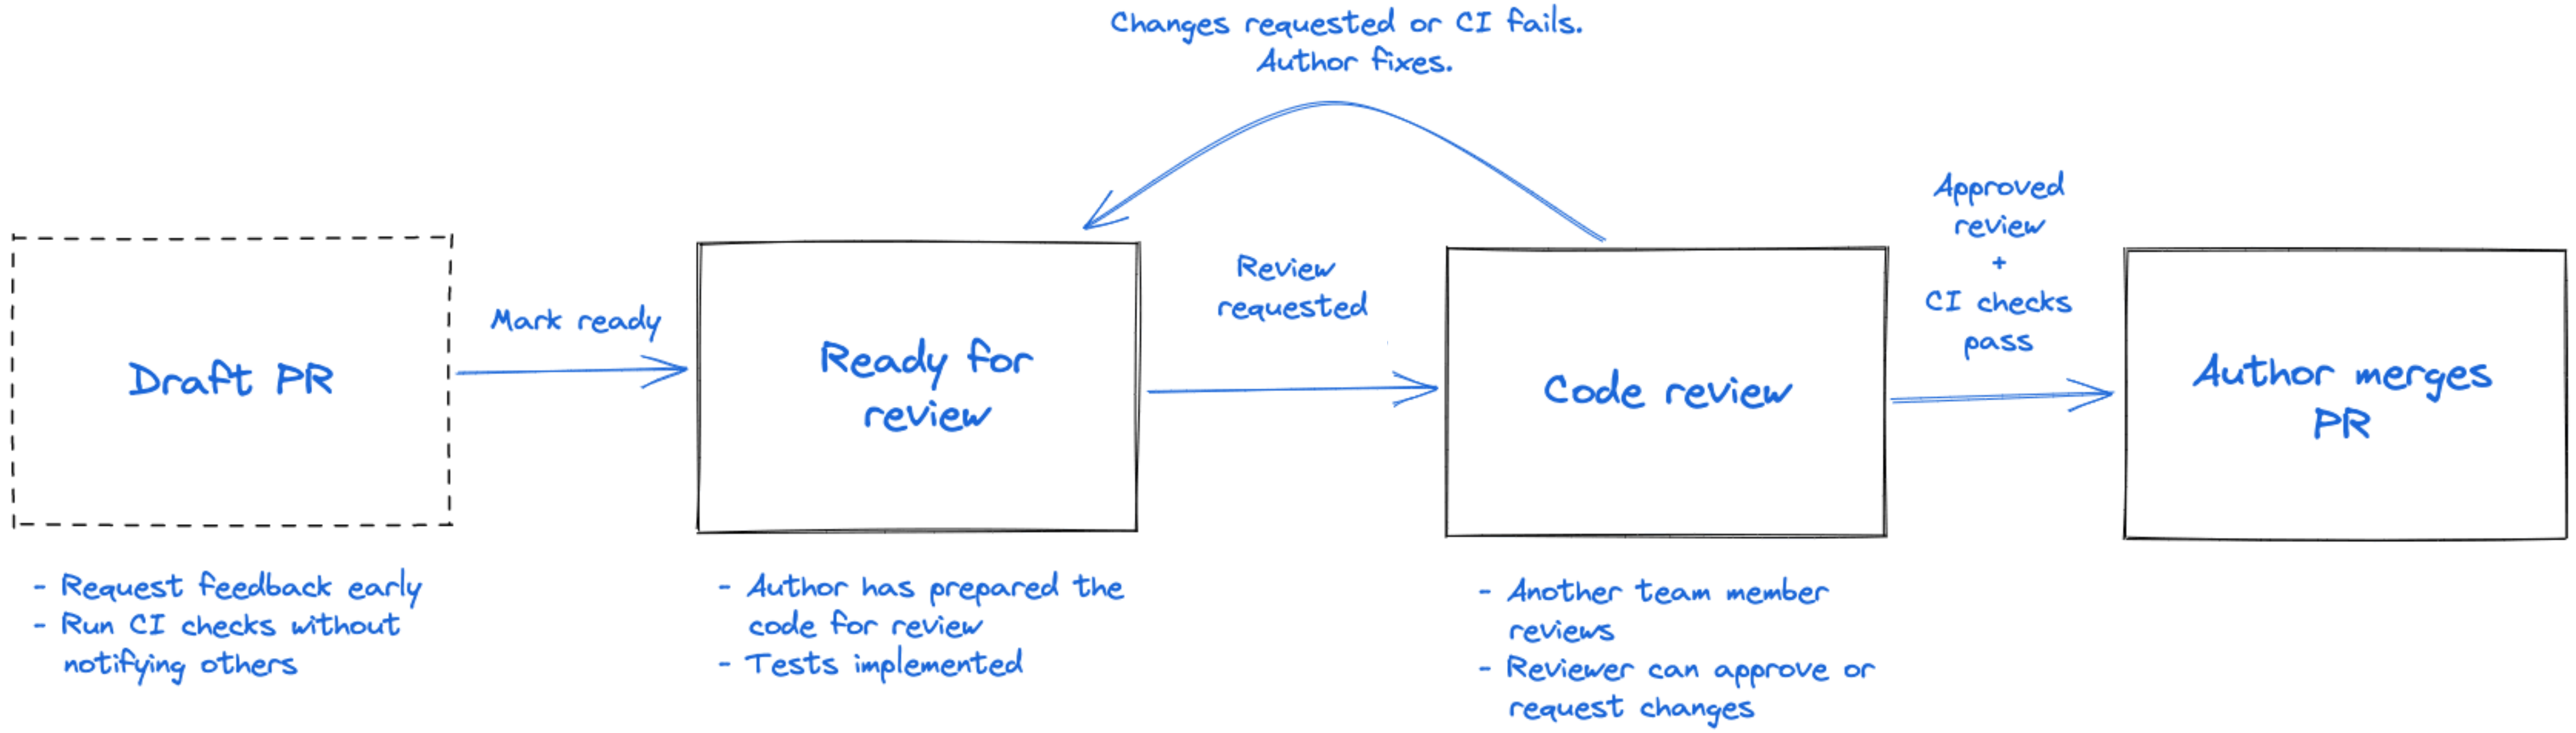 Changes requested or CI fails.
Author fixes.
Draft PR
Mark ready
Ready for
review
Review
requested
Code review
Approved
review
+
CI checks
pass
Author merges
PR
- Request feedback early
- Run CI checks without
notifying others
- Author has prepared the
code for review
- Tests implemented
- Another team member
reviews
- Reviewer can approve or
request changes